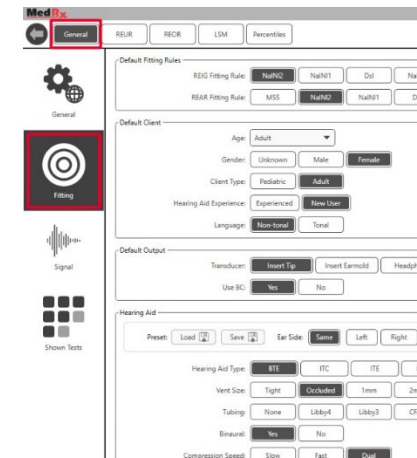 MedRx
General REUR REOR LSM Percentiles
Default Fitting Rules
REIG Fitting Rule: NalNl2 NalNl1 Dsl
REAR Fitting Rule: MSS NalNl2 NalNl1
General
Default Client
Age: Adult
Gender: Unknown Male Female
Client Type: Pediatric Adult
Fitting
Hearing Aid Experience: Experienced New User
Language: Non-tonal Tonal
Default Output
Signal
Transducer: Insert Tip Insert Earmold Headph
Use BC: Yes No
Hearing Aid
Preset: Load Save Ear Side: Same Left Right
Shown Tests
Hearing Aid Type: BTE ITC ITE
Vent Size: Tight Occluded 1mm
Tubing: None Libby4 Libby3
Binaural: Yes No
Compression Speed: Slow Fast Dual